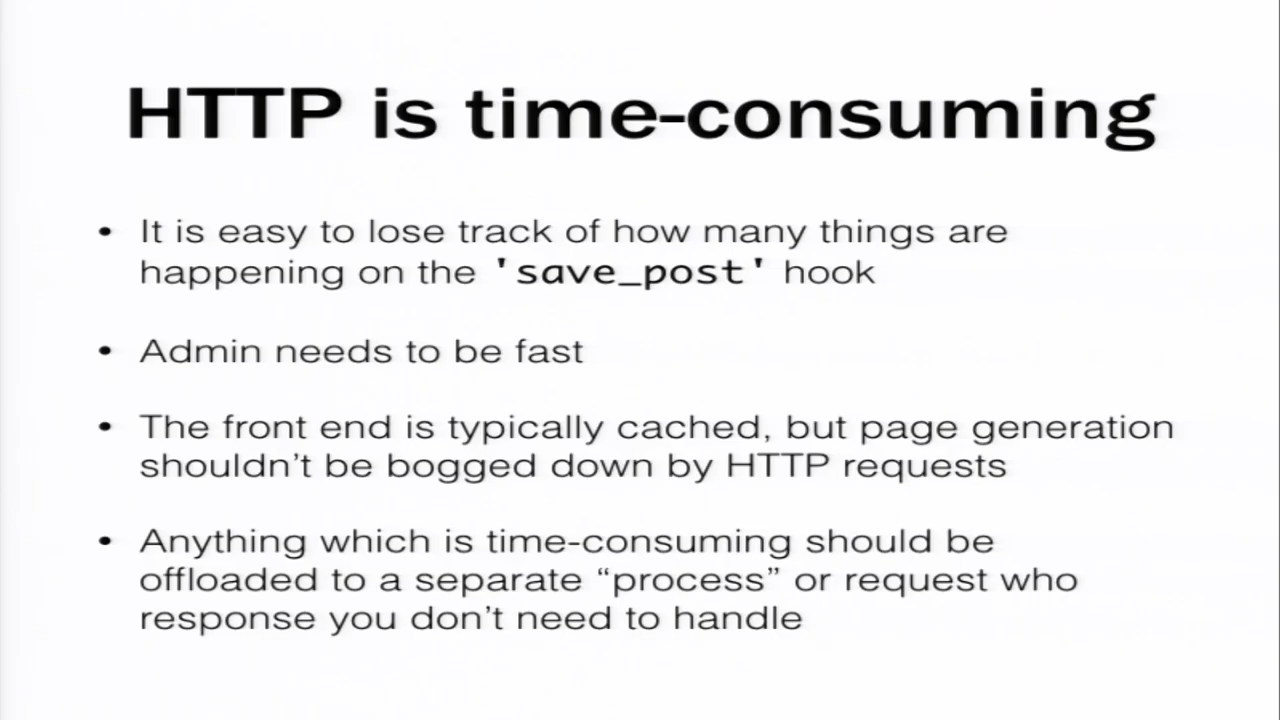 HTTP is time-consuming
• It is easy to lose track of how many things are
happening on the 'save_post' hook
• Admin needs to be fast
• The front end is typically cached, but page generation
shouldn’t be bogged down by HTTP requests
• Anything which is time-consuming should be
offloaded to a separate “process” or request who
response you don’t need to handle